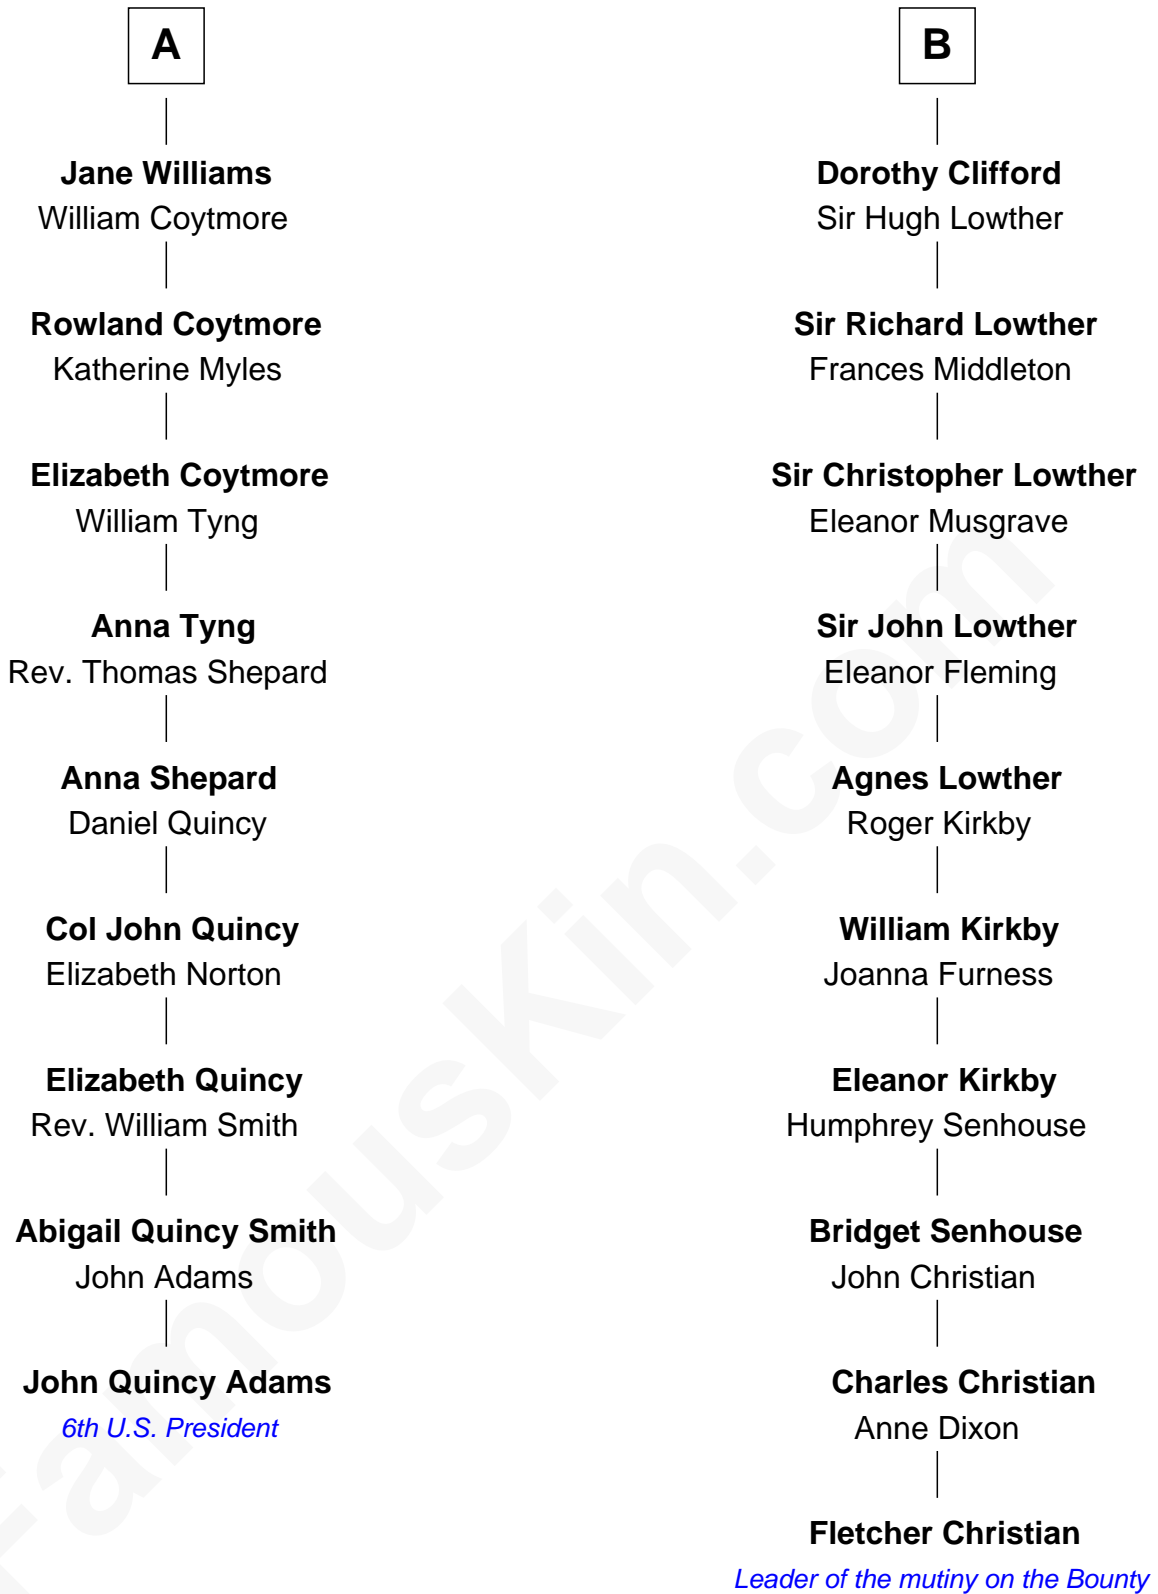 A
Jane Williams
William Coytmore
Rowland Coytmore
Katherine Myles
Elizabeth Coytmore
William Tyng
Anna Tyng
Rev. Thomas Shepard
Anna Shepard
Daniel Quincy
Col John Quincy
Elizabeth Norton
Elizabeth Quincy
Rev. William Smith
Abigail Quincy Smith
John Adams
John Quincy Adams
6th U.S. President
B
Dorothy Clifford
Sir Hugh Lowther
Sir Richard Lowther
Frances Middleton
Sir Christopher Lowther
Eleanor Musgrave
Sir John Lowther
Eleanor Fleming
Agnes Lowther
Roger Kirkby
William Kirkby
Joanna Furness
Eleanor Kirkby
Humphrey Senhouse
Bridget Senhouse
John Christian
Charles Christian
Anne Dixon
Fletcher Christian
Leader of the mutiny on the Bounty
FamousKin.com